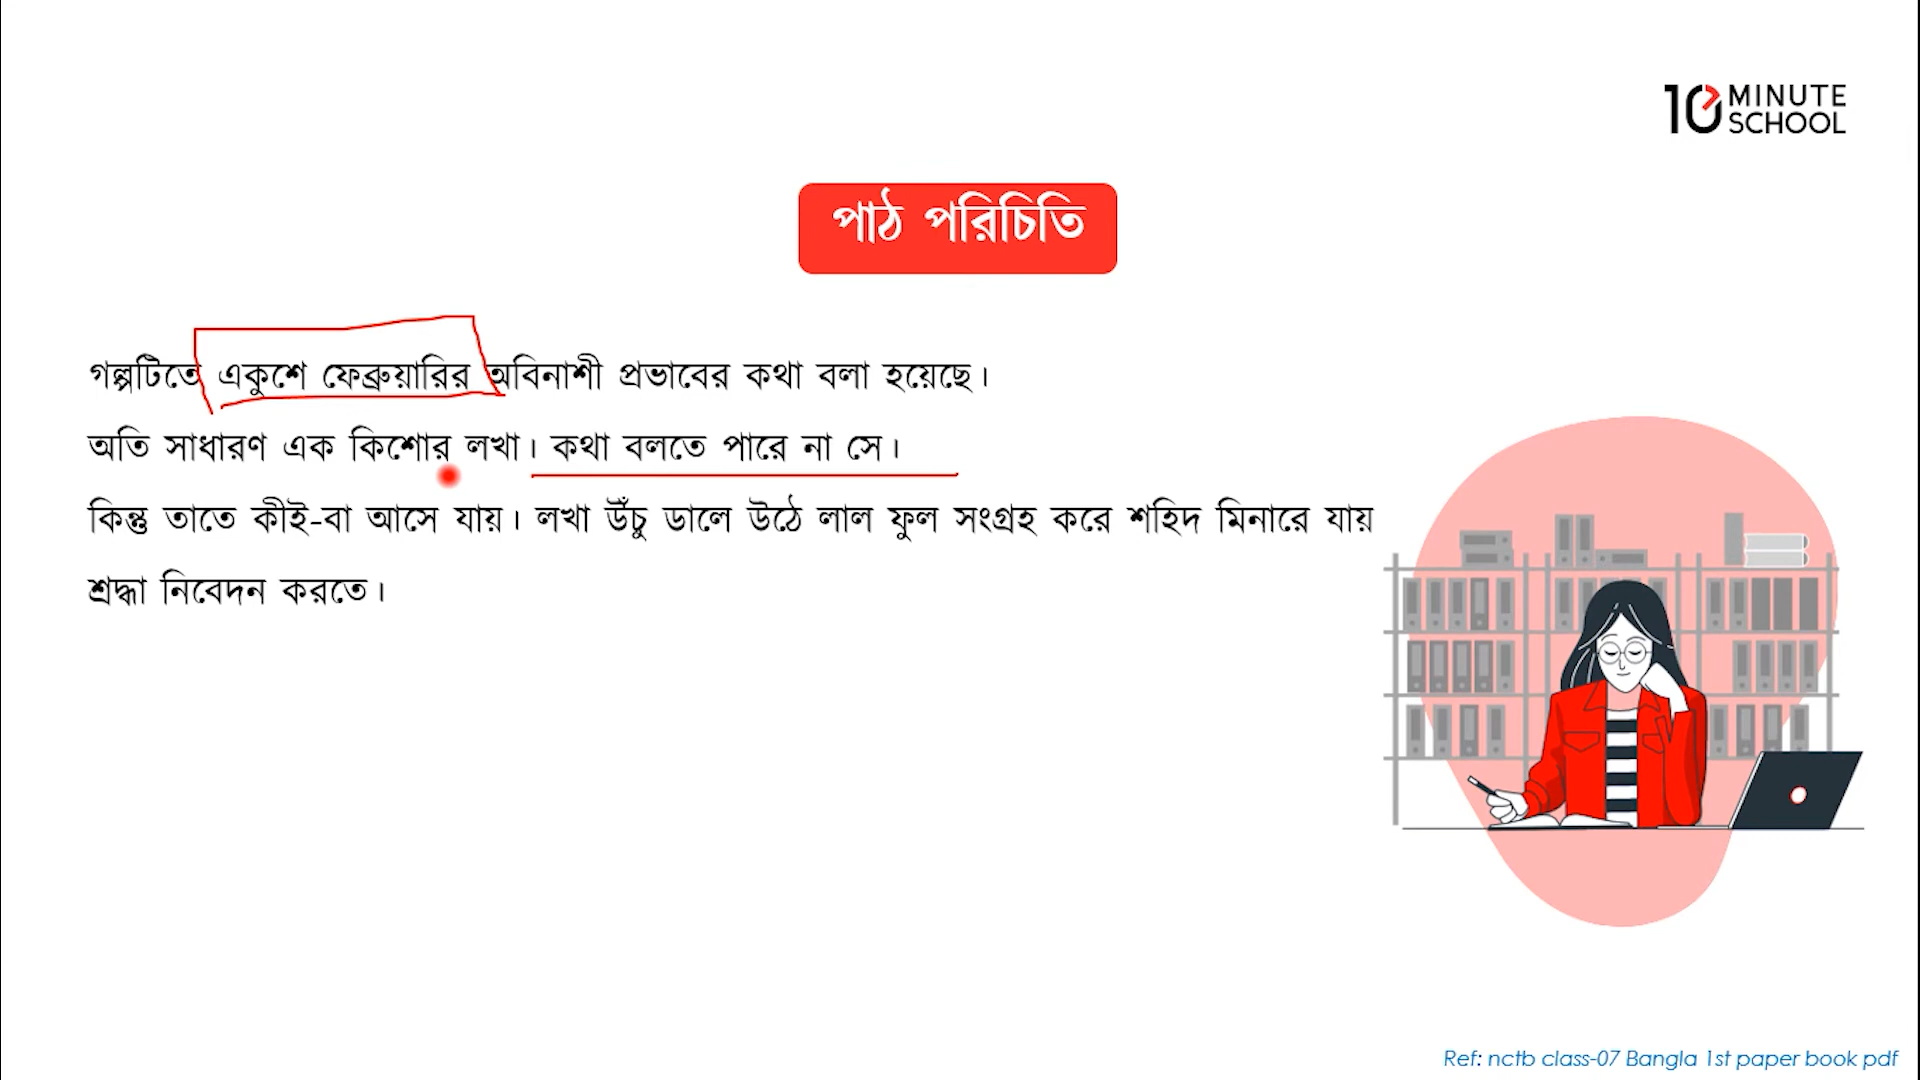 10 MINUTE
SCHOOL
পাঠ পরিচিতি
গল্পটিতে একুশে ফেব্রুয়ারির অবিনাশী প্রভাবের কথা বলা হয়েছে।
অতি সাধারণ এক কিশোর লখা। কথা বলতে পারে না সে।
কিন্তু তাতে কীই-বা আসে যায়। লখা উঁচু ডালে উঠে লাল ফুল সংগ্রহ করে শহিদ মিনারে যায়
শ্রদ্ধা নিবেদন করতে।
Ref: nctb class-07 Bangla 1st paper book pdf